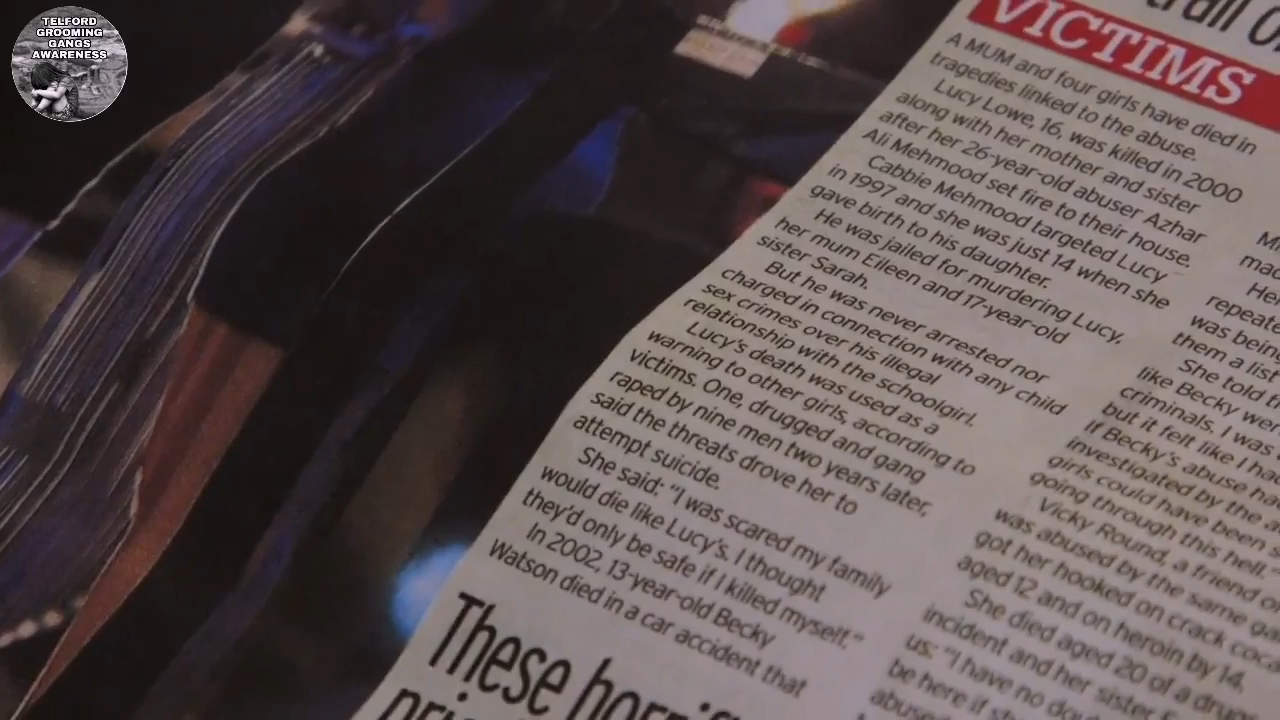 TELFORD
GROOMING
GANGS
AWARENESS
VICTIMS
A MUM and four girls have died in
tragedies linked to the abuse.
Lucy Lowe, 16, was killed in 2000
along with her mother and sister
after her 26-year-old abuser Azhar
Ali Mehmood set fire to their house.
Cabbie Mehmood targeted Lucy
in 1997 and she was just 14 when she
gave birth to his daughter.
He was jailed for murdering Lucy,
her mum Eileen and 17-year-old
sister Sarah.
But he was never arrested nor
charged in connection with any child
sex crimes over his illegal
relationship with the schoolgirl.
Lucy's death was used as a
warning to other girls, according to
victims. One, drugged and gang
raped by nine men two years later,
said the threats drove her to
attempt suicide.
She said: "I was scared my family
would die like Lucy's. I thought
they'd only be safe if I killed myself."
In 2002, 13-year-old Becky
Watson died in a car accident that
These
repeate
was bein
them a list
She told
like Becky wer
criminals. I was
but it felt like I ha
If Becky's abuse ha
investigated by the
girls could have been
going through this hell."
Vicky Round, a friend of
was abused by the same ga
got her hooked on crack coca
aged 12 and on heroin by 14.
She died aged 20 of a drug
incident and her sister
us: "I have no do
be here if sh
abuse